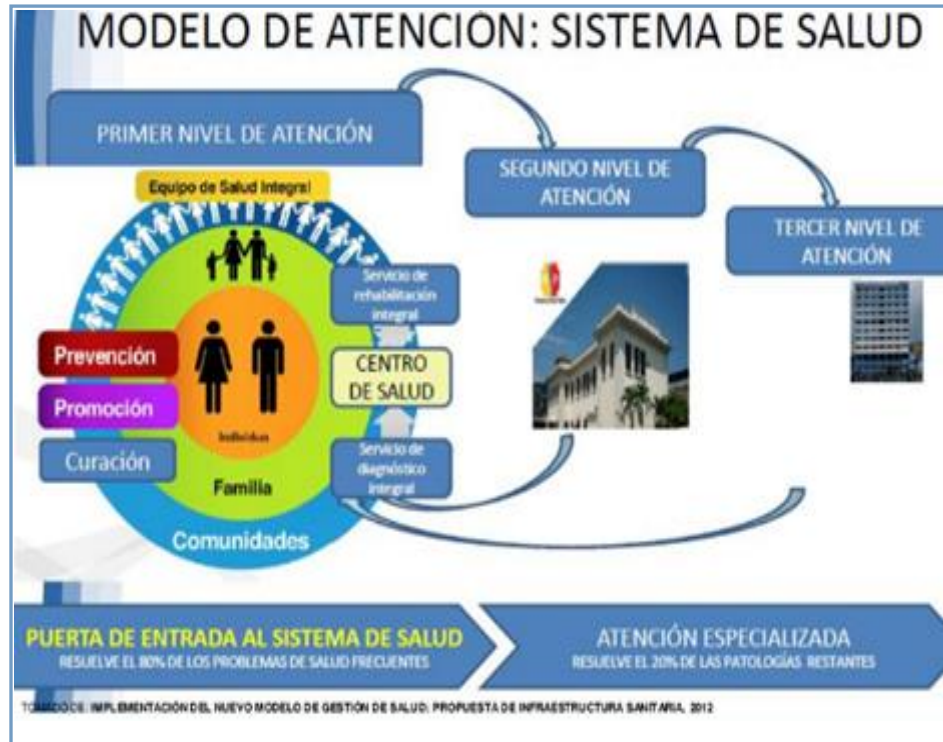 MODELO DE ATENCIÓN: SISTEMA DE SALUD
PRIMER NIVEL DE ATENCIÓN
SEGUNDO NIVEL DE
ATENCIÓN
TERCER NIVEL DE
ATENCIÓN
Equipo de Salud Integral
Servicio de
rehabilitación
integral
Prevención
CENTRO
DE SALUD
Promoción
Individuo
Curación
Servicio de
diagnóstico
integral
Familia
Comunidades
PUERTA DE ENTRADA AL SISTEMA DE SALUD
RESUELVE EL 80% DE LOS PROBLEMAS DE SALUD FRECUENTES
ATENCIÓN ESPECIALIZADA
RESUELVE EL 20% DE LAS PATOLOGÍAS RESTANTES
TOMADO DE: IMPLEMENTACIÓN DEL NUEVO MODELO DE GESTIÓN DE SALUD: PROPUESTA DE INFRAESTRUCTURA SANITARIA, 2012